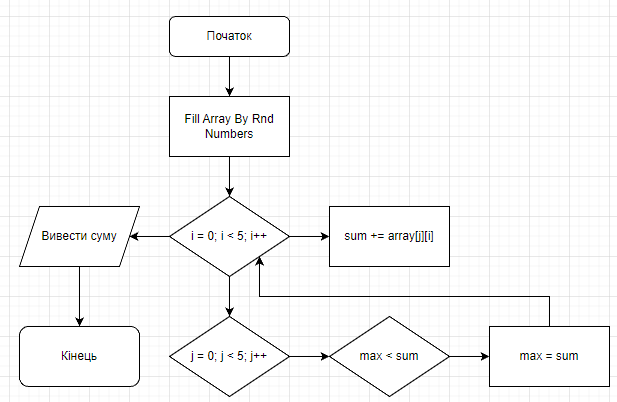 Початок
Fill Array By Rnd
Numbers
Вивести суму
i = 0; i < 5; i++
sum += array[j][i]
Кінець
j = 0; j < 5; j++
max < sum
max = sum